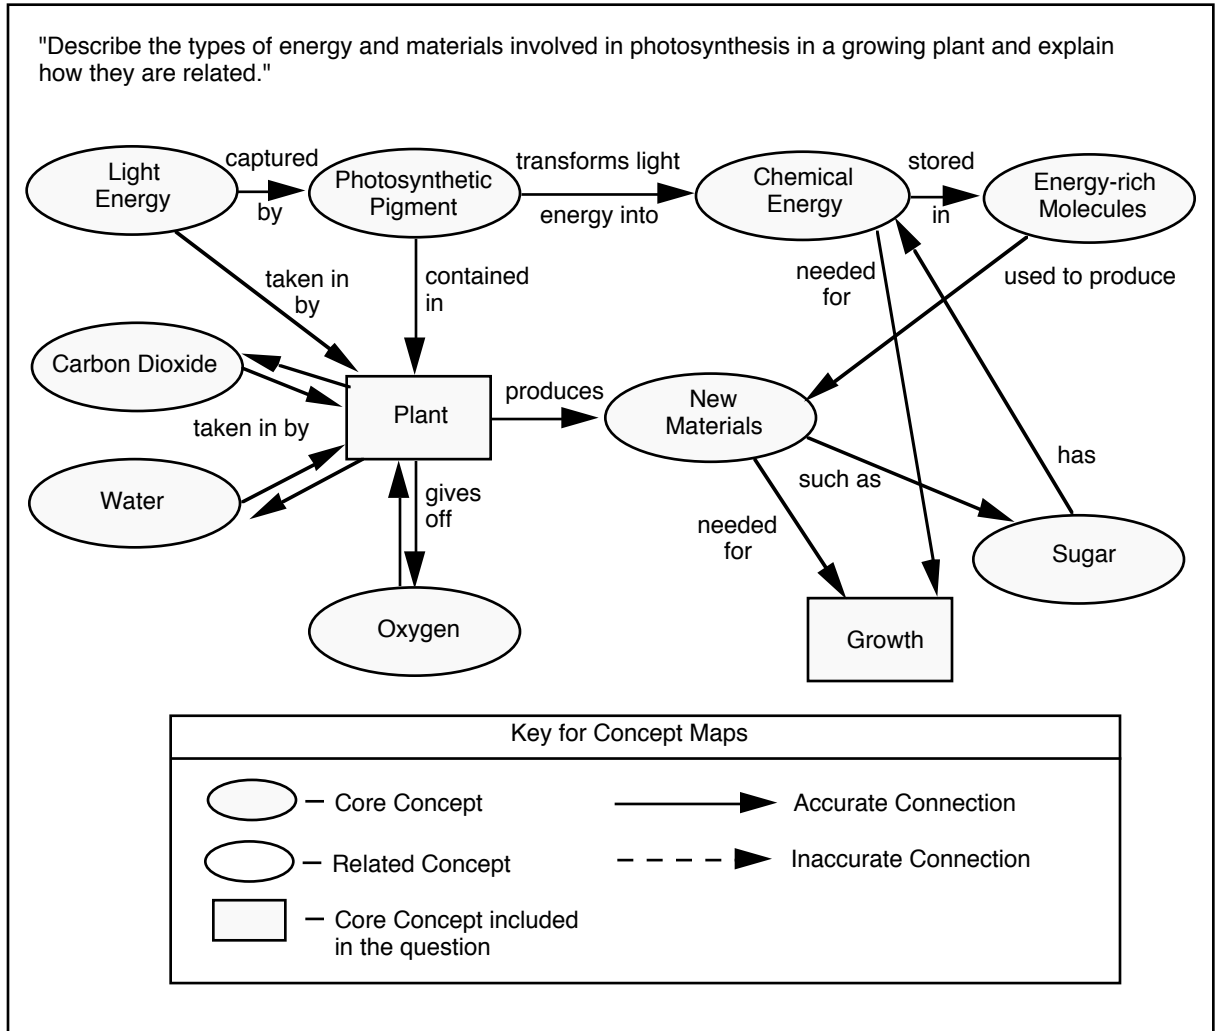 "Describe the types of energy and materials involved in photosynthesis in a growing plant and explain
how they are related."
Light
Energy
captured
by
Photosynthetic
Pigment
transforms light
energy into
Chemical
Energy
stored
in
Energy-rich
Molecules
taken in
by
contained
in
needed
for
used to produce
Carbon Dioxide
taken in by
Plant
produces
New
Materials
such as
has
Water
gives
off
needed
for
Sugar
Oxygen
Growth
Key for Concept Maps
– Core Concept
Accurate Connection
– Related Concept
Inaccurate Connection
– Core Concept included
in the question